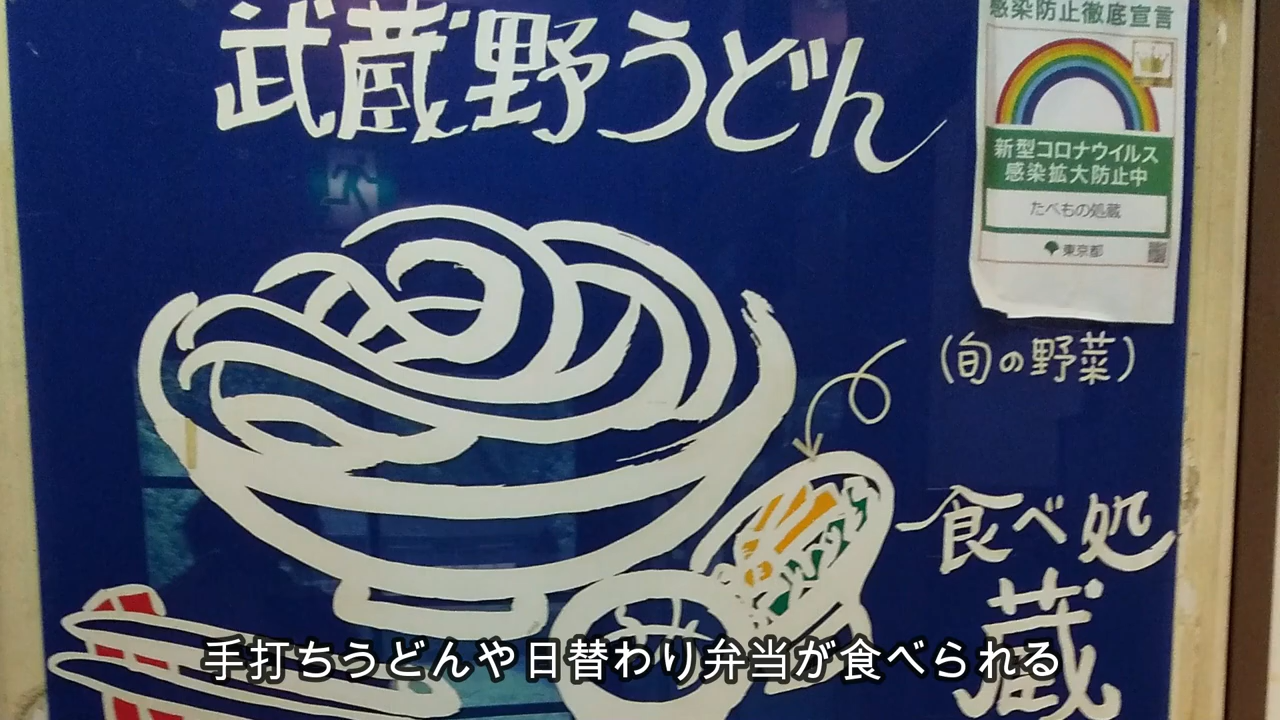 武蔵野うどん
感染防止徹底宣言
新型コロナウイルス
感染拡大防止中
たべもの処蔵
東京都
(旬の野菜)
食べ処
蔵
手打ちうどんや日替わり弁当が食べられる